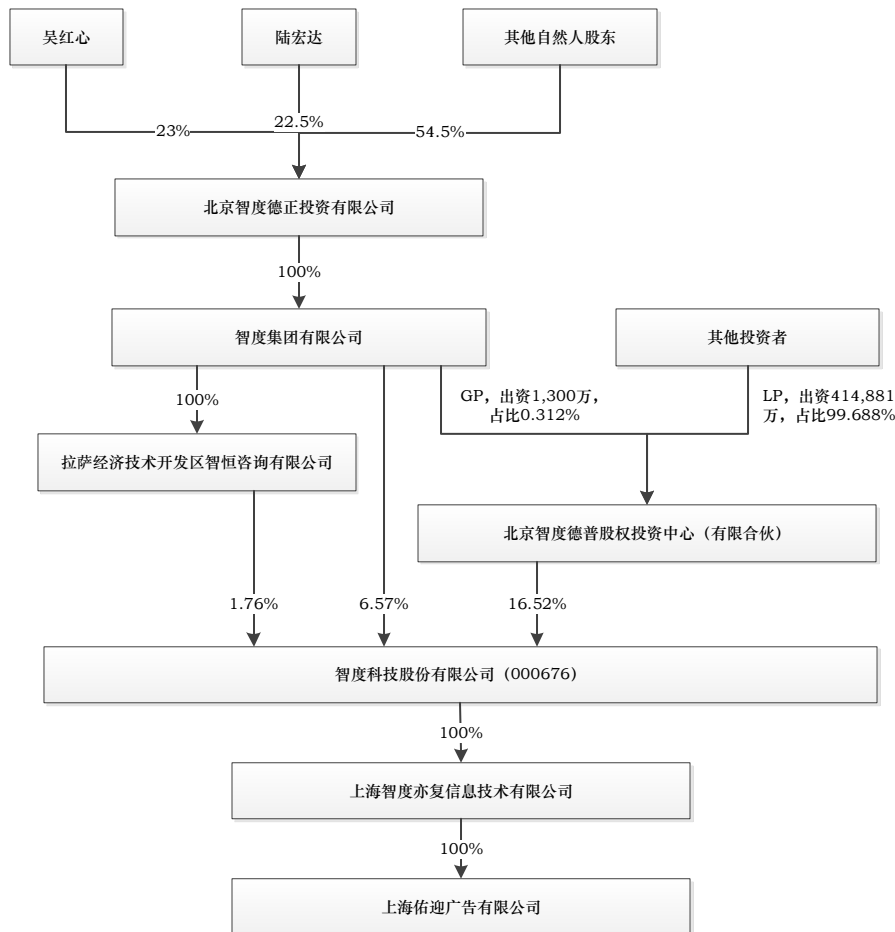 吴红心
陆宏达
其他自然人股东
23%
22.5%
54.5%
北京智度德正投资有限公司
100%
智度集团有限公司
其他投资者
100%
GP，出资1,300万，
占比0.312%
LP，出资414,881
万，占比99.688%
拉萨经济技术开发区智恒咨询有限公司
北京智度德普股权投资中心（有限合伙）
1.76%
6.57%
16.52%
智度科技股份有限公司（000676）
100%
上海智度亦复信息技术有限公司
100%
上海佑迎广告有限公司